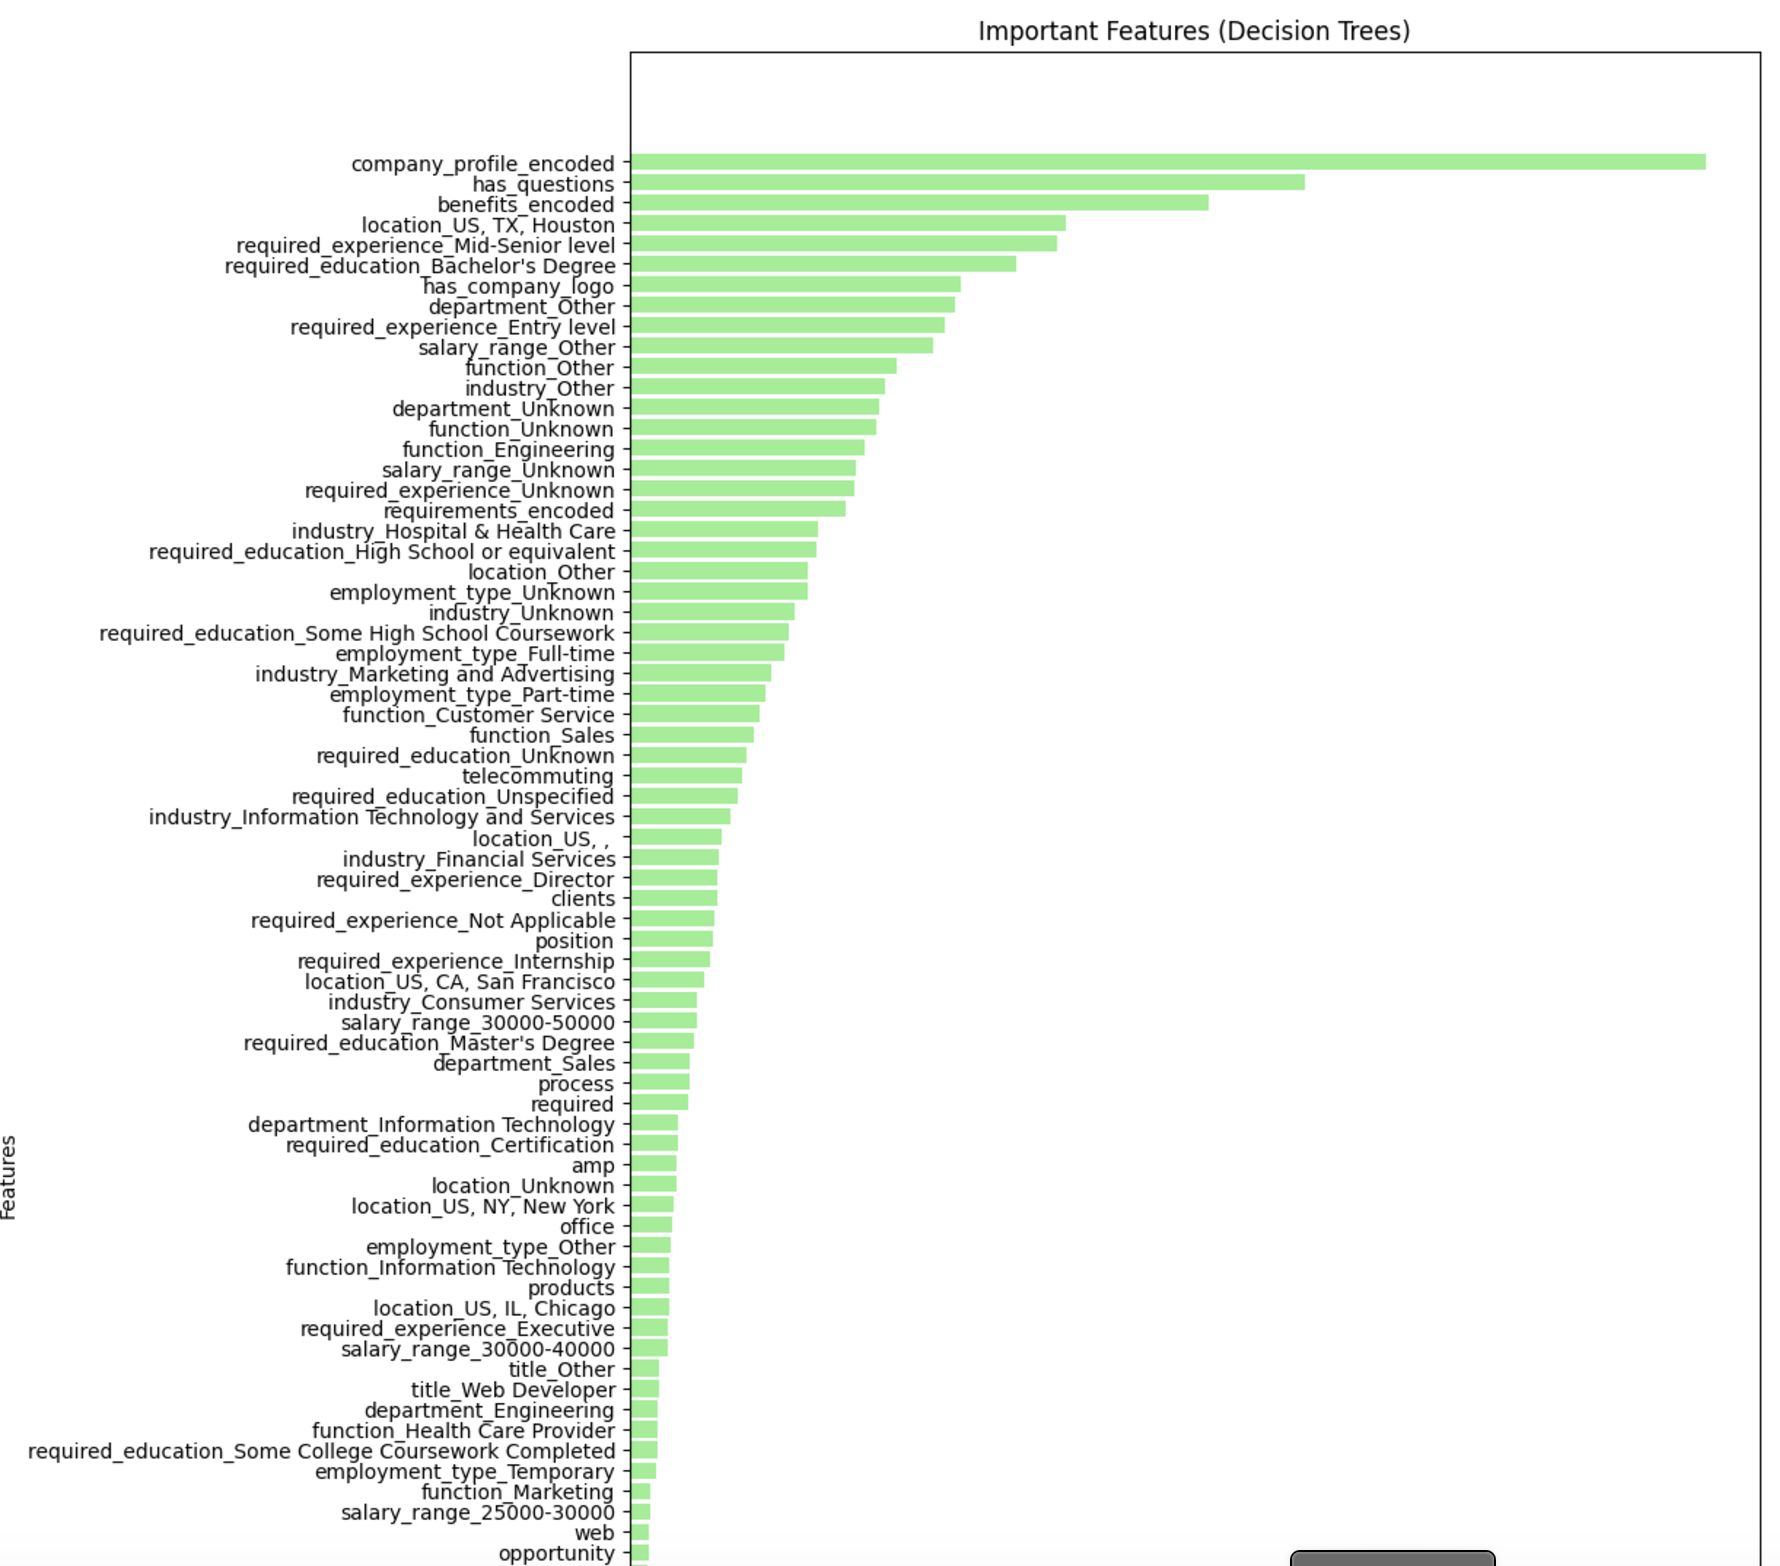 Important Features (Decision Trees)
company_profile_encoded
has_questions
benefits_encoded
location_US, TX, Houston
required_experience_Mid-Senior level
required_education_Bachelor's Degree
has_company_logo
department_Other
required_experience_Entry level
salary_range_Other
function_Other
industry_Other
department_Unknown
function_Unknown
function_Engineering
salary_range_Unknown
required_experience_Unknown
requirements_encoded
industry_Hospital & Health Care
required_education_High School or equivalent
location_Other
employment_type_Unknown
industry_Unknown
required_education_Some High School Coursework
employment_type_Full-time
industry_Marketing and Advertising
employment_type_Part-time
function_Customer Service
function_Sales
required_education_Unknown
telecommuting
required_education_Unspecified
industry_Information Technology and Services
location_US, ,
industry_Financial Services
required_experience_Director
clients
required_experience_Not Applicable
position
required_experience_Internship
location_US, CA, San Francisco
industry_Consumer Services
salary_range_30000-50000
required_education_Master's Degree
department_Sales
process
required
department_Information Technology
required_education_Certification
amp
location_Unknown
location_US, NY, New York
office
employment_type_Other
function_Information Technology
products
location_US, IL, Chicago
required_experience_Executive
salary_range_30000-40000
title_Other
title_Web Developer
department_Engineering
function_Health Care Provider
required_education_Some College Coursework Completed
employment_type_Temporary
function_Marketing
salary_range_25000-30000
web
opportunity
Features